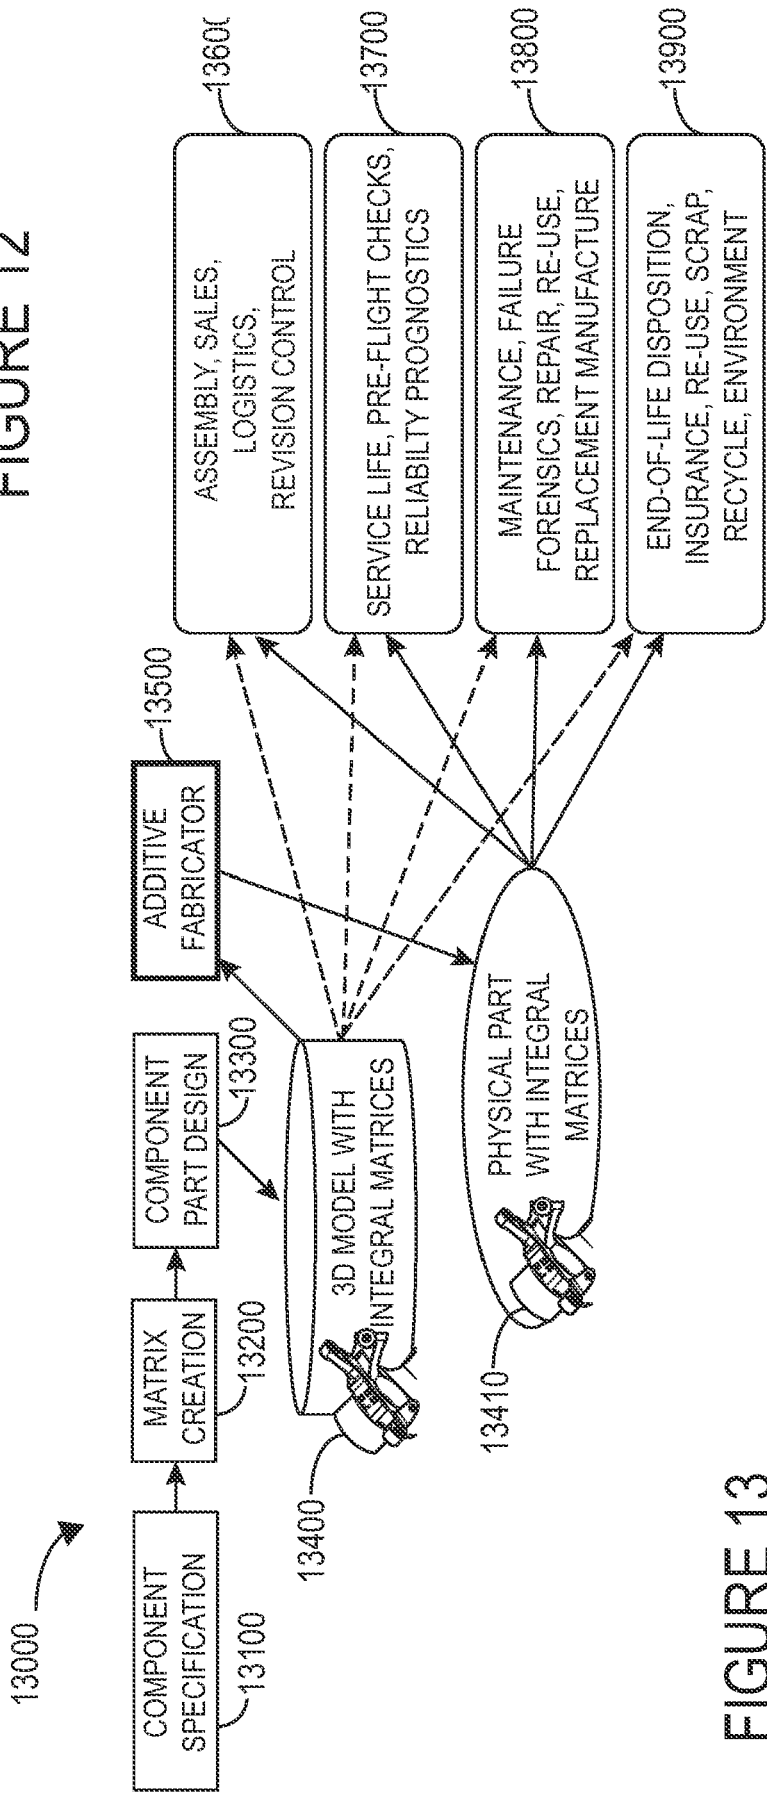 FIGURE 12
13000
COMPONENT
SPECIFICATION
13100
MATRIX
CREATION
13200
COMPONENT
PART DESIGN
13300
ADDITIVE
FABRICATOR
13500
3D MODEL WITH
INTEGRAL MATRICES
13400
PHYSICAL PART
WITH INTEGRAL
MATRICES
13410
ASSEMBLY, SALES,
LOGISTICS,
REVISION CONTROL
13600
SERVICE LIFE, PRE-FLIGHT CHECKS,
RELIABILTY PROGNOSTICS
13700
MAINTENANCE, FAILURE
FORENSICS, REPAIR, RE-USE,
REPLACEMENT MANUFACTURE
13800
END-OF-LIFE DISPOSITION,
INSURANCE, RE-USE, SCRAP,
RECYCLE, ENVIRONMENT
13900
FIGURE 13